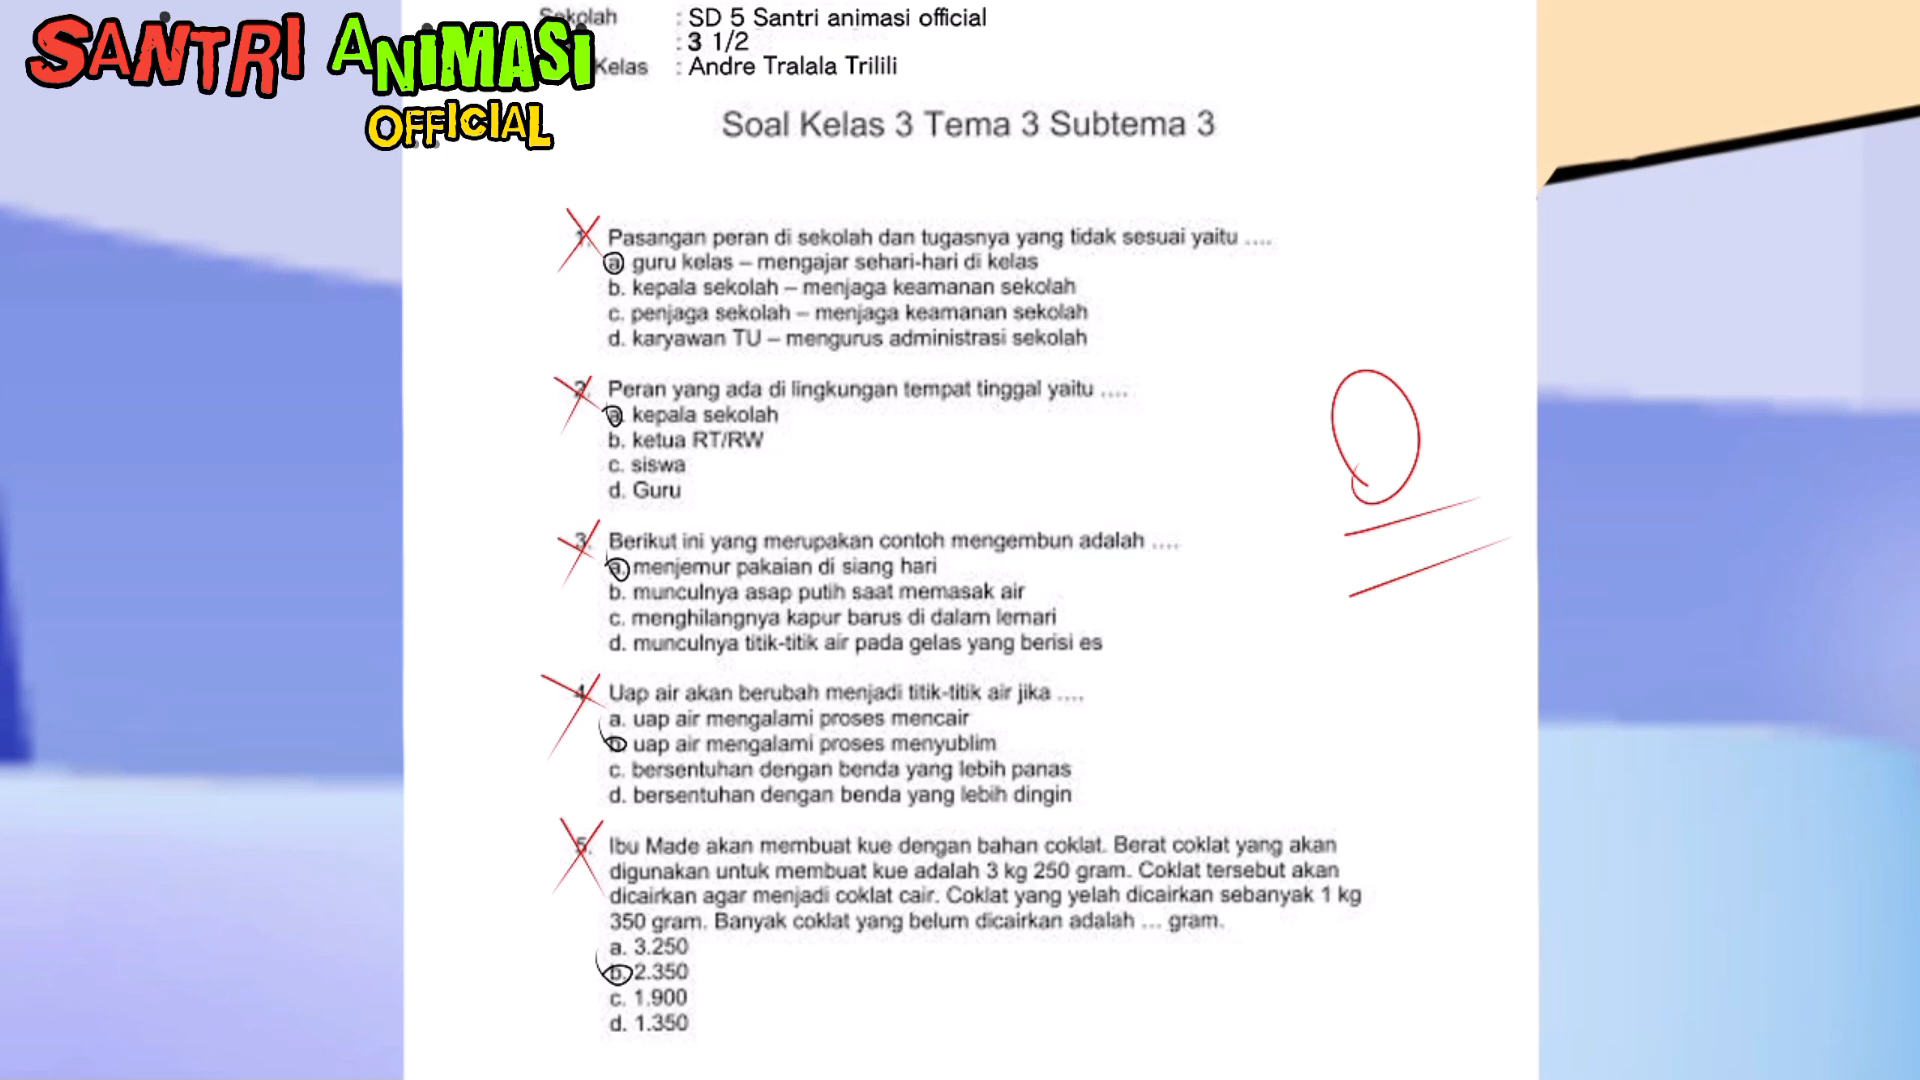 SANTRI ANIMASI
OFFICIAL
Sekolah : SD 5 Santri animasi official
: 3 1/2
Kelas : Andre Tralala Trilili
Soal Kelas 3 Tema 3 Subtema 3
1. Pasangan peran di sekolah dan tugasnya yang tidak sesuai yaitu ....
a. guru kelas – mengajar sehari-hari di kelas
b. kepala sekolah – menjaga keamanan sekolah
c. penjaga sekolah – menjaga keamanan sekolah
d. karyawan TU – mengurus administrasi sekolah
2. Peran yang ada di lingkungan tempat tinggal yaitu ....
a. kepala sekolah
b. ketua RT/RW
c. siswa
d. Guru
3. Berikut ini yang merupakan contoh mengembun adalah ....
a. menjemur pakaian di siang hari
b. munculnya asap putih saat memasak air
c. menghilangnya kapur barus di dalam lemari
d. munculnya titik-titik air pada gelas yang berisi es
4. Uap air akan berubah menjadi titik-titik air jika ....
a. uap air mengalami proses mencair
b. uap air mengalami proses menyublim
c. bersentuhan dengan benda yang lebih panas
d. bersentuhan dengan benda yang lebih dingin
5. Ibu Made akan membuat kue dengan bahan coklat. Berat coklat yang akan
digunakan untuk membuat kue adalah 3 kg 250 gram. Coklat tersebut akan
dicairkan agar menjadi coklat cair. Coklat yang yelah dicairkan sebanyak 1 kg
350 gram. Banyak coklat yang belum dicairkan adalah ... gram.
a. 3.250
b. 2.350
c. 1.900
d. 1.350
0